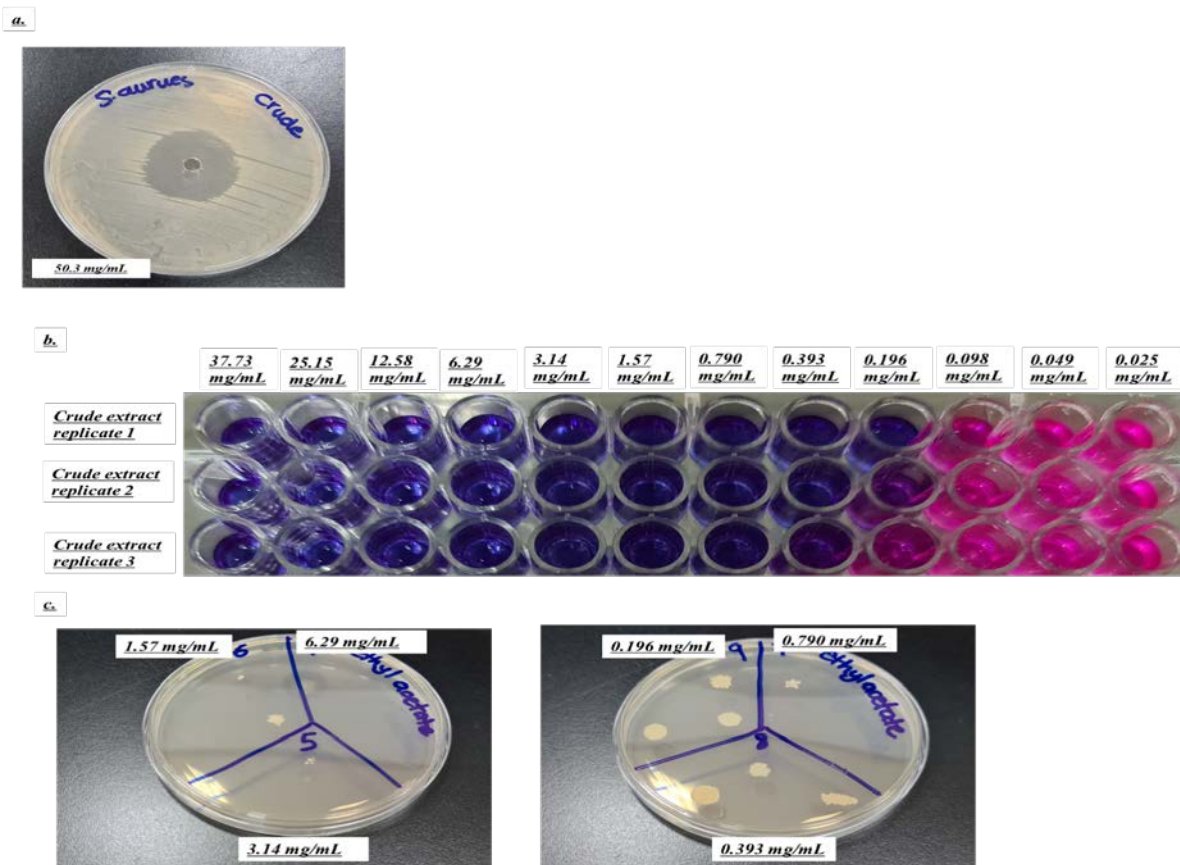 a.
S. aurues
Crude
50.3 mg/mL
b.
37.73 mg/mL
25.15 mg/mL
12.58 mg/mL
6.29 mg/mL
3.14 mg/mL
1.57 mg/mL
0.790 mg/mL
0.393 mg/mL
0.196 mg/mL
0.098 mg/mL
0.049 mg/mL
0.025 mg/mL
Crude extract
replicate 1
Crude extract
replicate 2
Crude extract
replicate 3
c.
1.57 mg/mL
6.29 mg/mL
6
5
3.14 mg/mL
0.196 mg/mL
0.790 mg/mL
9
ethylacetate
8
0.393 mg/mL